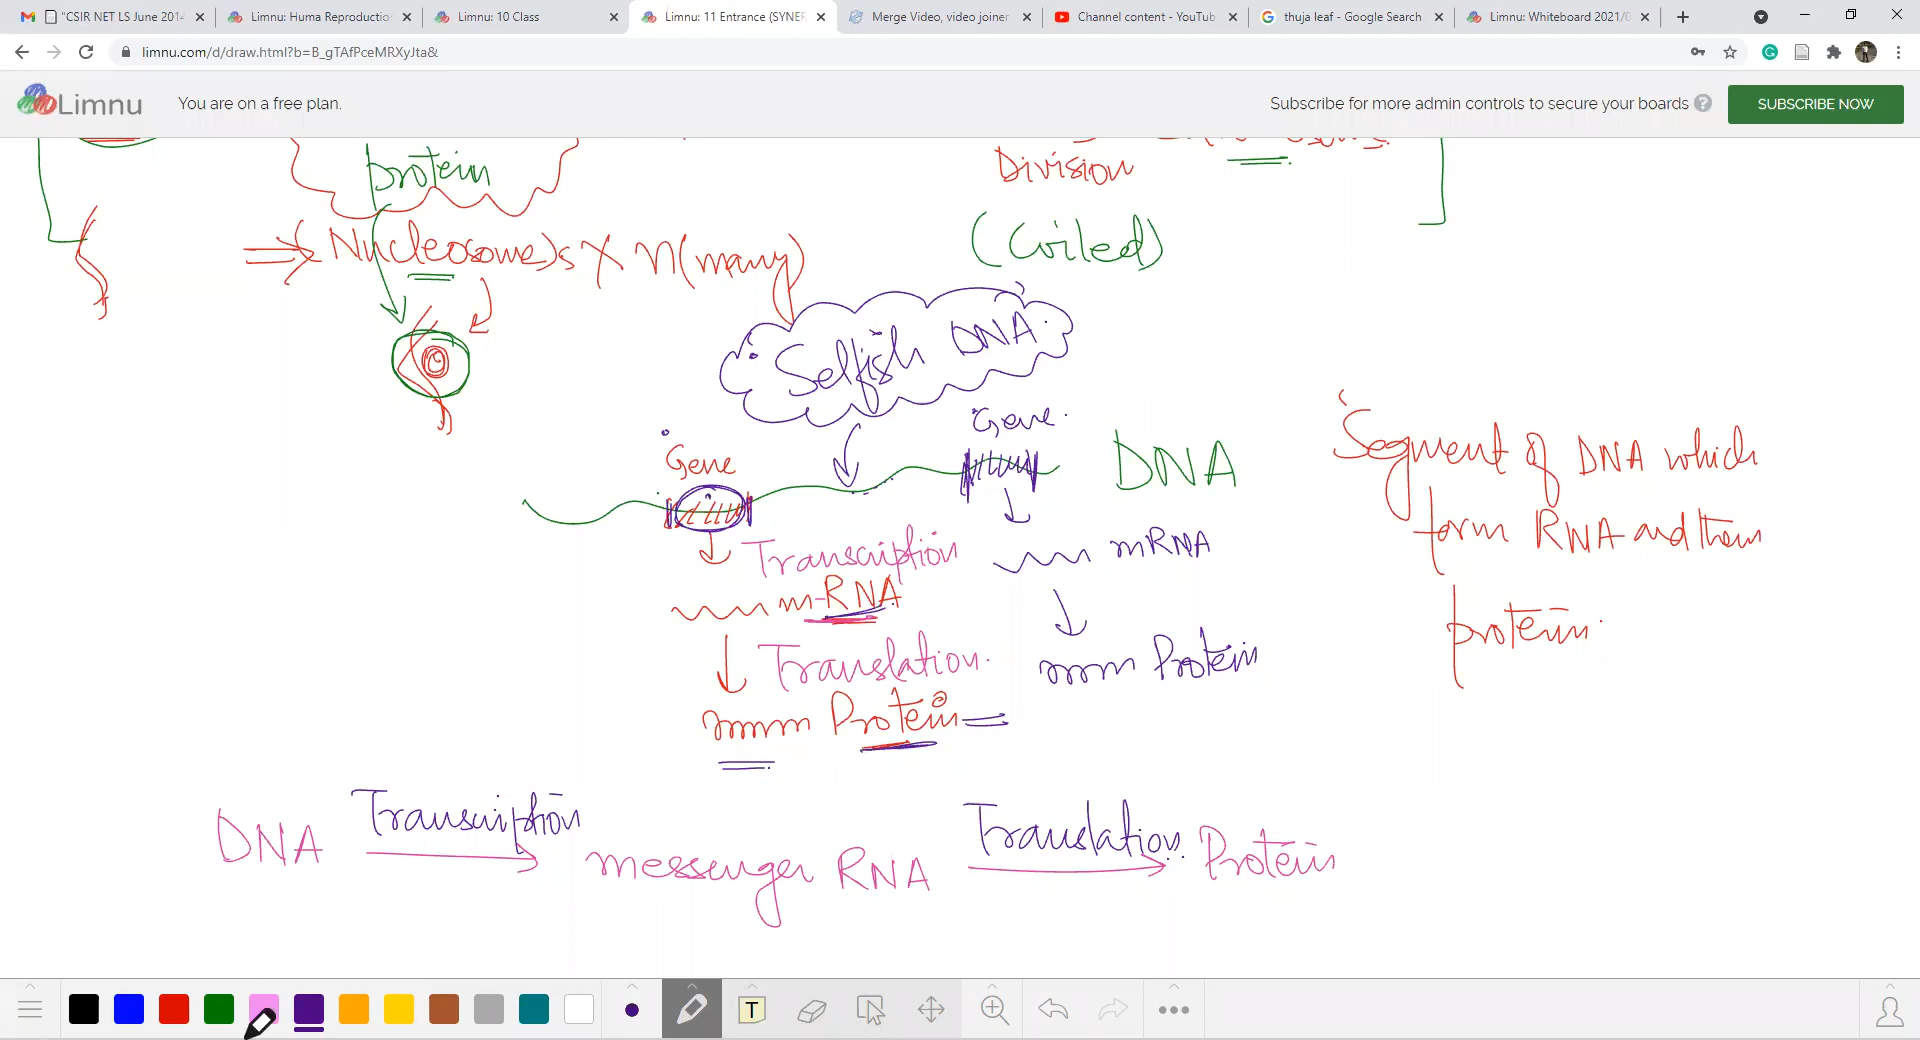 "CSIR NET LS June 2014
Limnu: Huma Reproductio
Limnu: 10 Class
Limnu: 11 Entrance (SYNER
Merge Video, video joiner
Channel content - YouTub
thuja leaf - Google Search
Limnu: Whiteboard 2021/0
limnu.com/d/draw.html?b=B_gTAfPceMRXyJta&
Limnu
You are on a free plan.
Subscribe for more admin controls to secure your boards ?
SUBSCRIBE NOW
protein
Division
⇒ (Nucleosome)s X n(many)
(Coiled)
Selfish DNA
Gene
Gene
DNA
Segment of DNA which
form RNA and then
protein.
Transcription
mRNA
m-RNA
Translation.
Protein
Protein
DNA Transcription → messenger RNA Translation → Protein
T